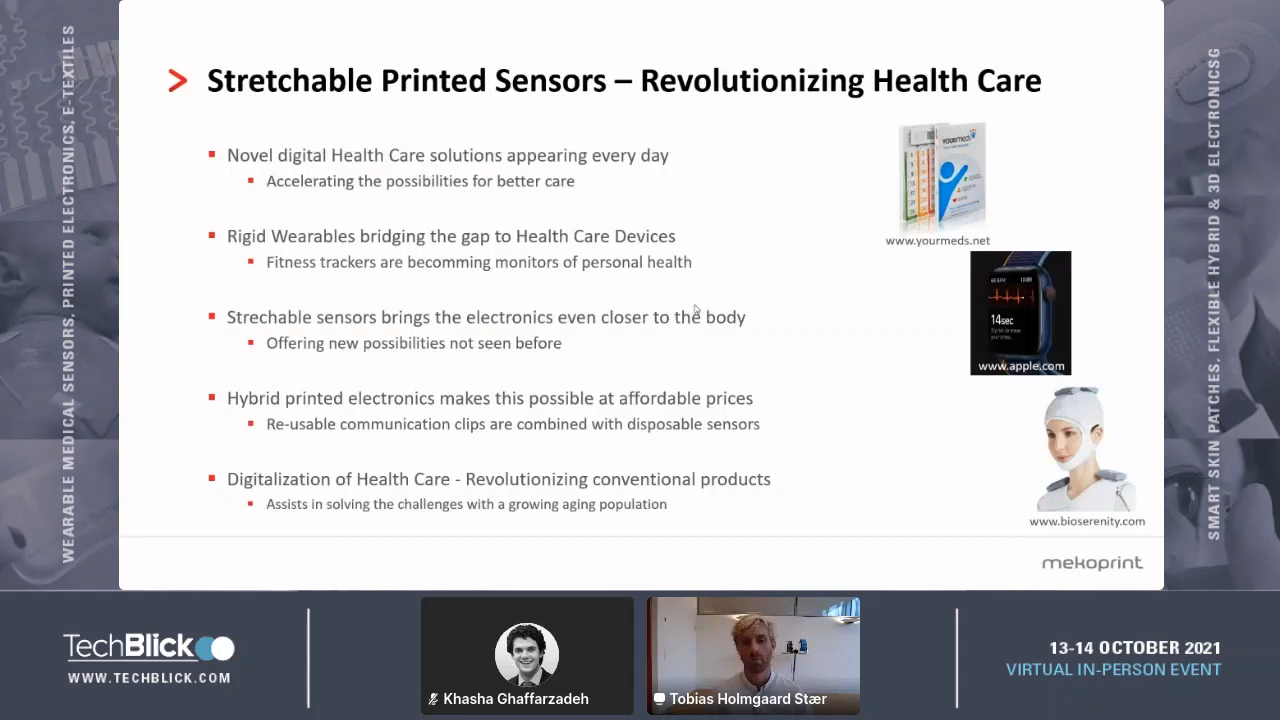 Stretchable Printed Sensors – Revolutionizing Health Care
Novel digital Health Care solutions appearing every day
Accelerating the possibilities for better care
Rigid Wearables bridging the gap to Health Care Devices
Fitness trackers are becomming monitors of personal health
Strechable sensors brings the electronics even closer to the body
Offering new possibilities not seen before
Hybrid printed electronics makes this possible at affordable prices
Re-usable communication clips are combined with disposable sensors
Digitalization of Health Care - Revolutionizing conventional products
Assists in solving the challenges with a growing aging population
YOURmeds
www.yourmeds.net
14sec
www.apple.com
www.bioserenity.com
mekoprint
WEARABLE MEDICAL SENSORS, PRINTED ELECTRONICS, E-TEXTILES
SMART SKIN PATCHES, FLEXIBLE HYBRID & 3D ELECTRONICSG
TechBlick
WWW.TECHBLICK.COM
Khasha Ghaffarzadeh
Tobias Holmgaard Stær
13-14 OCTOBER 2021
VIRTUAL IN-PERSON EVENT